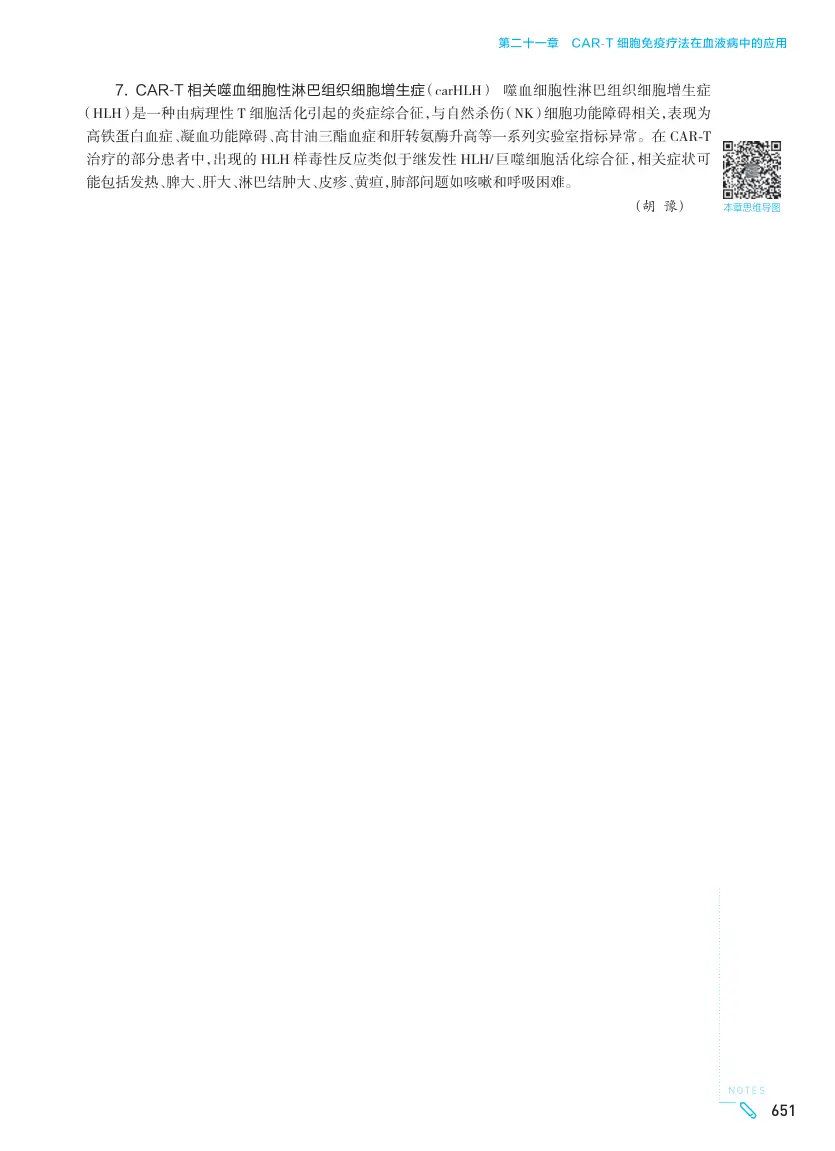 第二十一章 CAR-T 细胞免疫疗法在血液病中的应用
7. CAR-T 相关噬血细胞性淋巴组织细胞增生症（carHLH） 噬血细胞性淋巴组织细胞增生症
（HLH）是一种由病理性 T 细胞活化引起的炎症综合征，与自然杀伤（NK）细胞功能障碍相关，表现为
高铁蛋白血症、凝血功能障碍、高甘油三酯血症和肝转氨酶升高等一系列实验室指标异常。在 CAR-T
治疗的部分患者中，出现的 HLH 样毒性反应类似于继发性 HLH/巨噬细胞活化综合征，相关症状可
能包括发热、脾大、肝大、淋巴结肿大、皮疹、黄疸，肺部问题如咳嗽和呼吸困难。
（胡 豫）
本章思维导图
NOTES
651